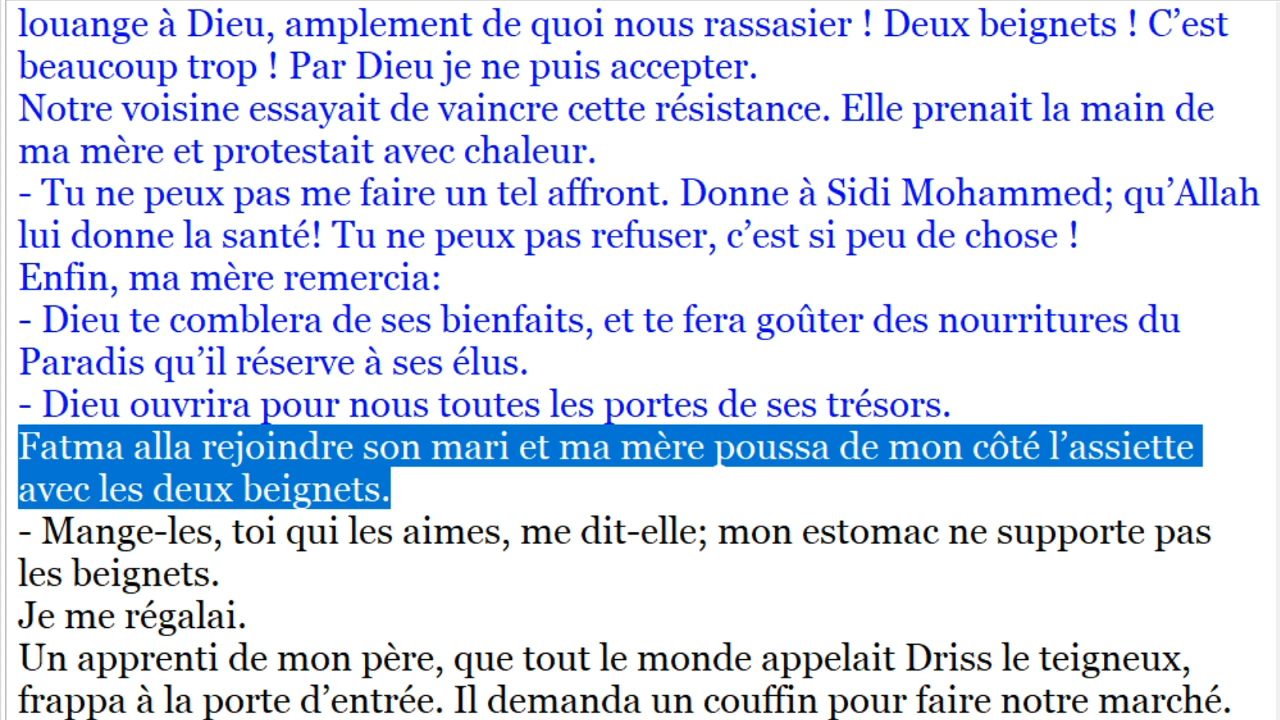 louange à Dieu, amplement de quoi nous rassasier ! Deux beignets ! C’est
beaucoup trop ! Par Dieu je ne puis accepter.
Notre voisine essayait de vaincre cette résistance. Elle prenait la main de
ma mère et protestait avec chaleur.
- Tu ne peux pas me faire un tel affront. Donne à Sidi Mohammed; qu’Allah
lui donne la santé! Tu ne peux pas refuser, c’est si peu de chose !
Enfin, ma mère remercia:
- Dieu te comblera de ses bienfaits, et te fera goûter des nourritures du
Paradis qu’il réserve à ses élus.
- Dieu ouvrira pour nous toutes les portes de ses trésors.
Fatma alla rejoindre son mari et ma mère poussa de mon côté l’assiette
avec les deux beignets.
- Mange-les, toi qui les aimes, me dit-elle; mon estomac ne supporte pas
les beignets.
Je me régalai.
Un apprenti de mon père, que tout le monde appelait Driss le teigneux,
frappa à la porte d’entrée. Il demanda un couffin pour faire notre marché.